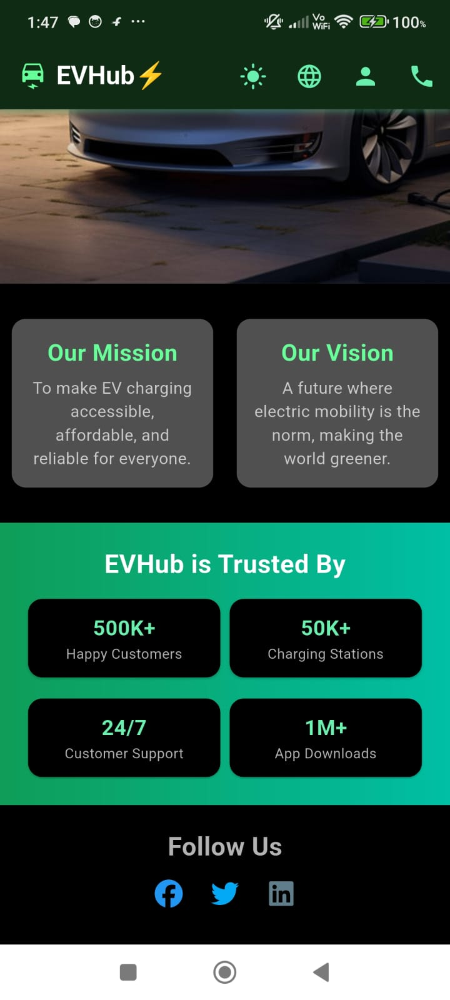 1:47 ... Vo WiFi 100%
EVHub⚡
Our Mission
To make EV charging
accessible,
affordable, and
reliable for everyone.
Our Vision
A future where
electric mobility is the
norm, making the
world greener.
EVHub is Trusted By
500K+
Happy Customers
50K+
Charging Stations
24/7
Customer Support
1M+
App Downloads
Follow Us